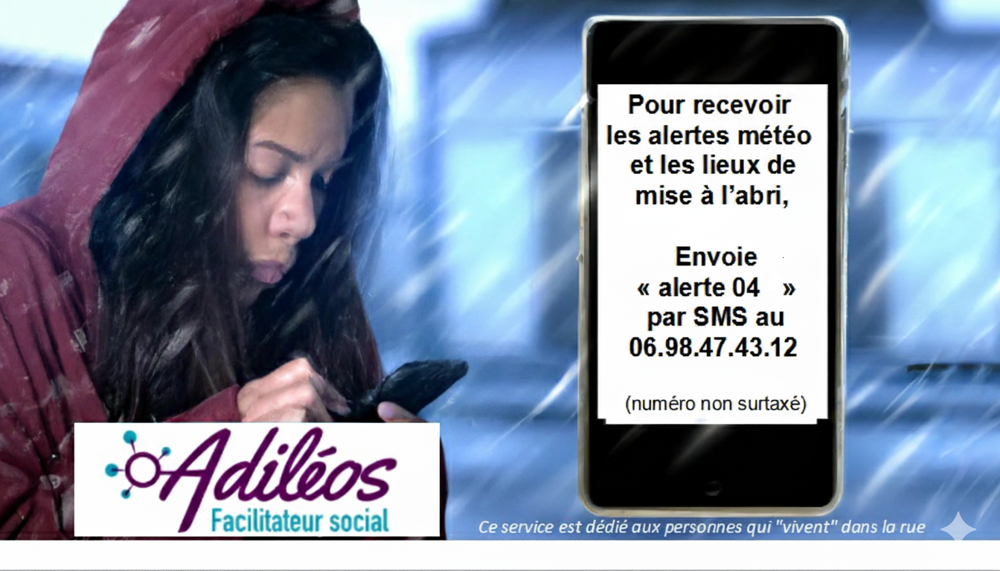 Pour recevoir
les alertes météo
et les lieux de
mise à l’abri,
Envoie
« alerte 04 »
par SMS au
06.98.47.43.12
(numéro non surtaxé)
Adiléos
Facilitateur social
Ce service est dédié aux personnes qui "vivent" dans la rue